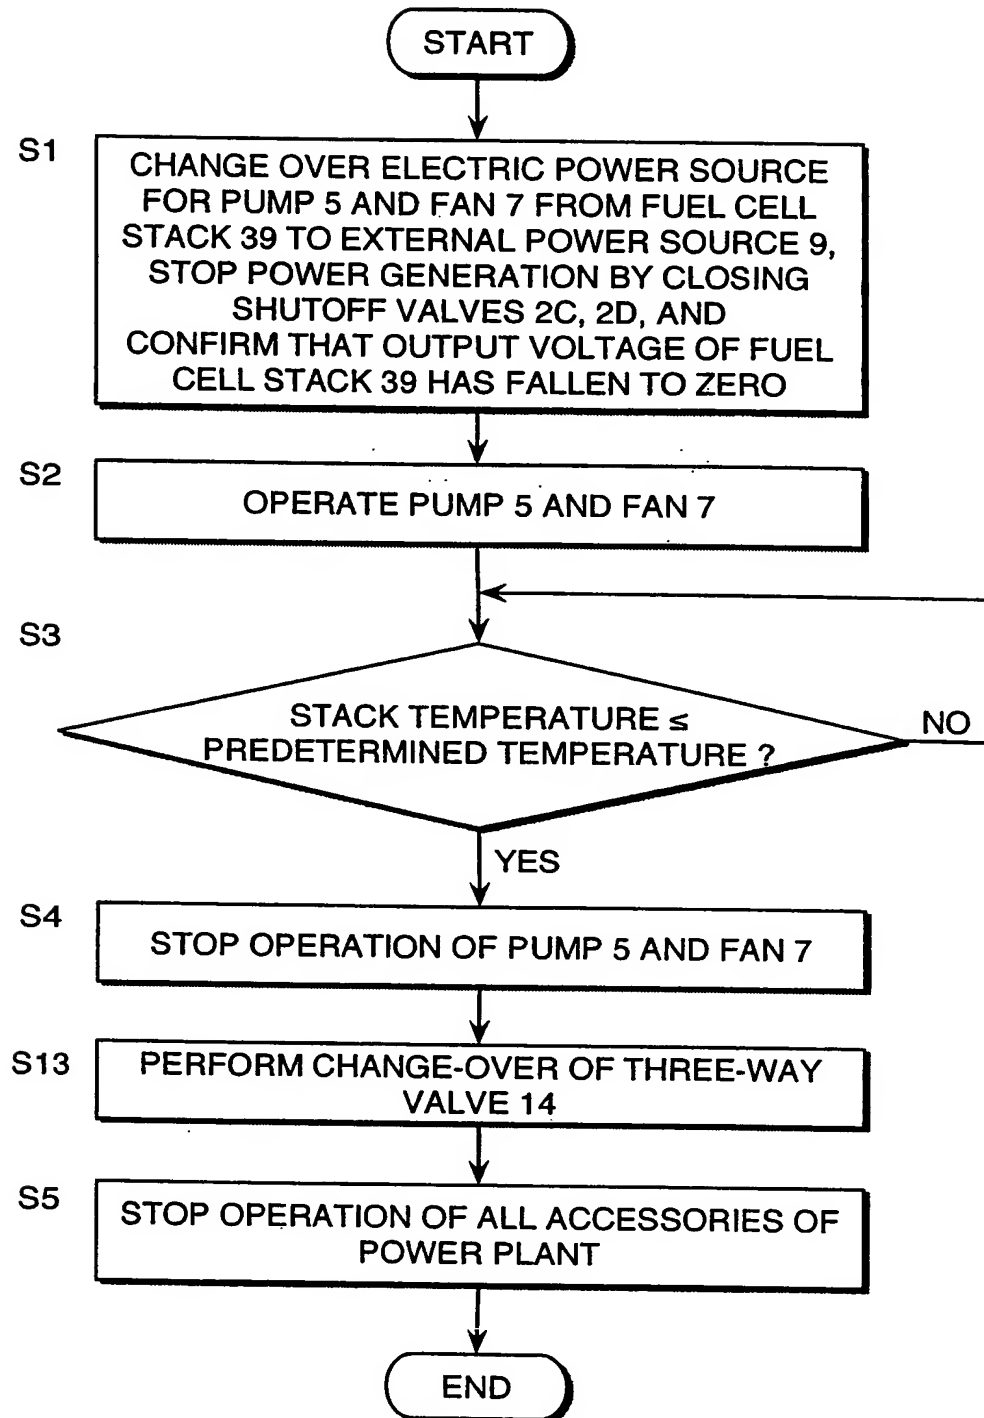 START
S1
CHANGE OVER ELECTRIC POWER SOURCE
FOR PUMP 5 AND FAN 7 FROM FUEL CELL
STACK 39 TO EXTERNAL POWER SOURCE 9,
STOP POWER GENERATION BY CLOSING
SHUTOFF VALVES 2C, 2D, AND
CONFIRM THAT OUTPUT VOLTAGE OF FUEL
CELL STACK 39 HAS FALLEN TO ZERO
S2
OPERATE PUMP 5 AND FAN 7
S3
STACK TEMPERATURE ≤
PREDETERMINED TEMPERATURE ?
NO
YES
S4
STOP OPERATION OF PUMP 5 AND FAN 7
S13
PERFORM CHANGE-OVER OF THREE-WAY
VALVE 14
S5
STOP OPERATION OF ALL ACCESSORIES OF
POWER PLANT
END